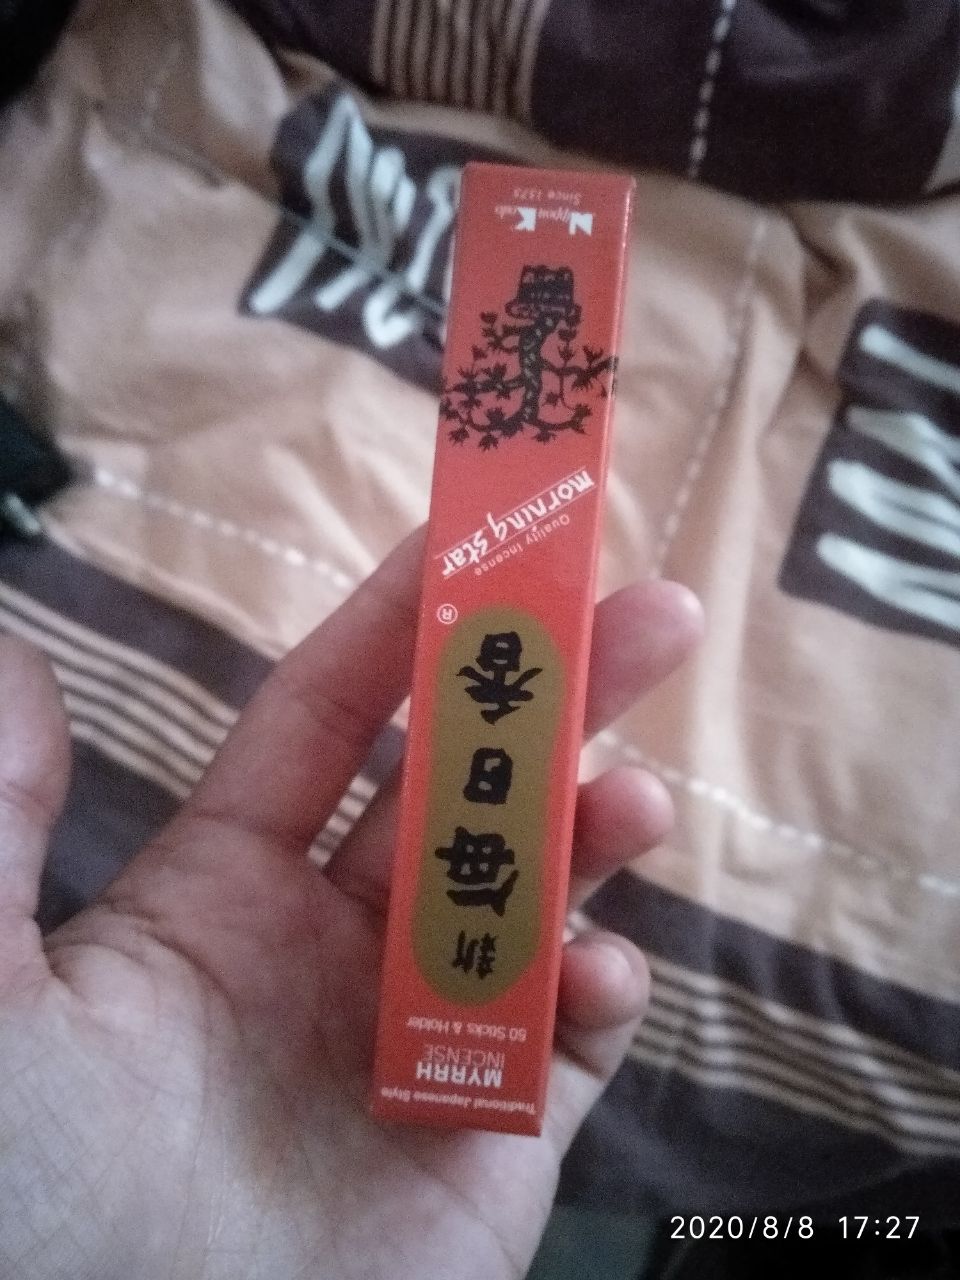 Traditional Japanese Style
MYRRH
INCENSE
50 Sticks & Holder
新毎日香
®
morning star
Quality Incense
Nippon Kodo
Since 1575
2020/8/8 17:27